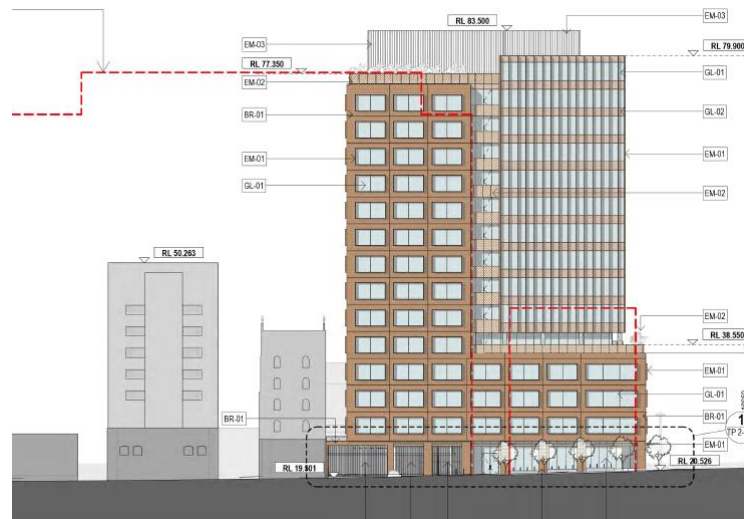 RL 83.500
EM-03
EM-03
RL 79.900
RL 77.350
GL-01
EM-02
BR-01
GL-02
EM-01
EM-01
GL-01
EM-02
RL 50.263
EM-02
RL 38.550
EM-01
GL-01
BR-01
BR-01
1
TP 2-
EM-01
RL 19.501
RL 20.526